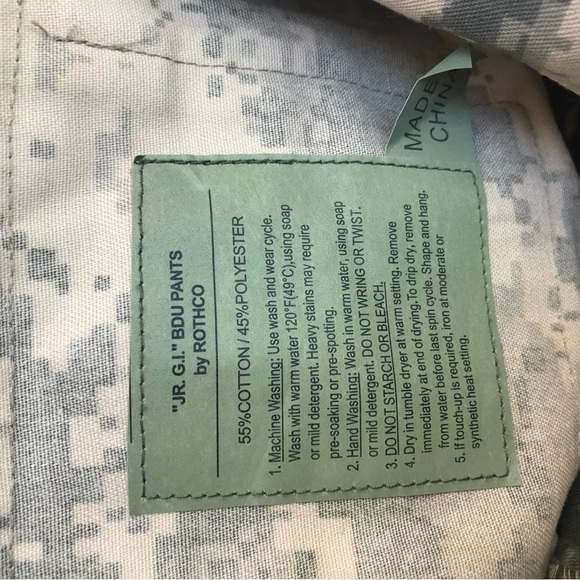 "JR. G.I." BDU PANTS
by ROTHCO
55%COTTON / 45%POLYESTER
1. Machine Washing: Use wash and wear cycle.
Wash with warm water 120°F(49°C),using soap
or mild detergent. Heavy stains may require
pre-soaking or pre-spotting.
2. Hand Washing: Wash in warm water, using soap
or mild detergent. DO NOT WRING OR TWIST.
3. DO NOT STARCH OR BLEACH.
4. Dry in tumble dryer at warm setting. Remove
immediately at end of drying.To drip dry, remove
from water before last spin cycle. Shape and hang.
5. If touch-up is required, iron at moderate or
synthetic heat setting.
MADE
CHINA